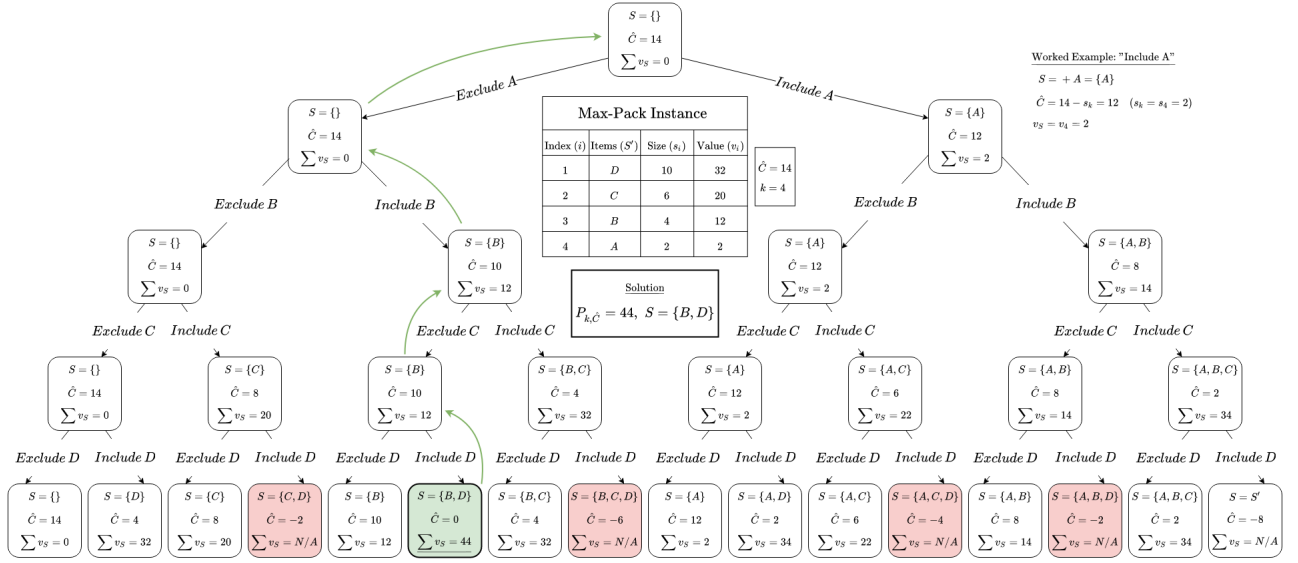 S = {}
Ĉ = 14
∑ v_S = 0
Worked Example: "Include A"
S = + A = {A}
Ĉ = 14 − s_k = 12 (s_k = s_4 = 2)
v_S = v_4 = 2
Exclude A
Include A
S = {}
Ĉ = 14
∑ v_S = 0
Max-Pack Instance
Index (i) Items (S′) Size (s_i) Value (v_i)
1 D 10 32
2 C 6 20
3 B 4 12
4 A 2 2
Ĉ = 14
k = 4
S = {A}
Ĉ = 12
∑ v_S = 2
Exclude B
Include B
Exclude B
Include B
S = {}
Ĉ = 14
∑ v_S = 0
S = {B}
Ĉ = 10
∑ v_S = 12
S = {A}
Ĉ = 12
∑ v_S = 2
S = {A, B}
Ĉ = 8
∑ v_S = 14
Solution
P_{k,Ĉ} = 44, S = {B, D}
Exclude C
Include C
Exclude C
Include C
Exclude C
Include C
Exclude C
Include C
S = {}
Ĉ = 14
∑ v_S = 0
S = {C}
Ĉ = 8
∑ v_S = 20
S = {B}
Ĉ = 10
∑ v_S = 12
S = {B, C}
Ĉ = 4
∑ v_S = 32
S = {A}
Ĉ = 12
∑ v_S = 2
S = {A, C}
Ĉ = 6
∑ v_S = 22
S = {A, B}
Ĉ = 8
∑ v_S = 14
S = {A, B, C}
Ĉ = 2
∑ v_S = 34
Exclude D
Include D
Exclude D
Include D
Exclude D
Include D
Exclude D
Include D
Exclude D
Include D
Exclude D
Include D
Exclude D
Include D
Exclude D
Include D
S = {}
Ĉ = 14
∑ v_S = 0
S = {D}
Ĉ = 4
∑ v_S = 32
S = {C}
Ĉ = 8
∑ v_S = 20
S = {C, D}
Ĉ = −2
∑ v_S = N/A
S = {B}
Ĉ = 10
∑ v_S = 12
S = {B, D}
Ĉ = 0
∑ v_S = 44
S = {B, C}
Ĉ = 4
∑ v_S = 32
S = {B, C, D}
Ĉ = −6
∑ v_S = N/A
S = {A}
Ĉ = 12
∑ v_S = 2
S = {A, D}
Ĉ = 2
∑ v_S = 34
S = {A, C}
Ĉ = 6
∑ v_S = 22
S = {A, C, D}
Ĉ = −4
∑ v_S = N/A
S = {A, B}
Ĉ = 8
∑ v_S = 14
S = {A, B, D}
Ĉ = −2
∑ v_S = N/A
S = {A, B, C}
Ĉ = 2
∑ v_S = 34
S = S′
Ĉ = −8
∑ v_S = N/A